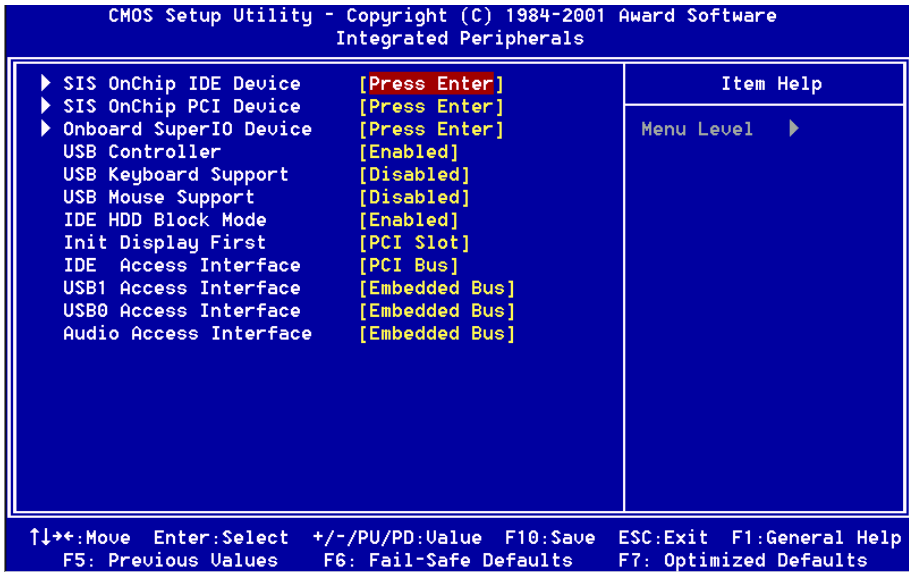 CMOS Setup Utility - Copyright (C) 1984-2001 Award Software
Integrated Peripherals
▶ SIS OnChip IDE Device [Press Enter]
▶ SIS OnChip PCI Device [Press Enter]
▶ Onboard SuperIO Device [Press Enter]
USB Controller [Enabled]
USB Keyboard Support [Disabled]
USB Mouse Support [Disabled]
IDE HDD Block Mode [Enabled]
Init Display First [PCI Slot]
IDE  Access Interface [PCI Bus]
USB1 Access Interface [Embedded Bus]
USB0 Access Interface [Embedded Bus]
Audio Access Interface [Embedded Bus]
Item Help
Menu Level ▶
↑↓→←:Move Enter:Select +/-/PU/PD:Value F10:Save ESC:Exit F1:General Help
F5: Previous Values F6: Fail-Safe Defaults F7: Optimized Defaults